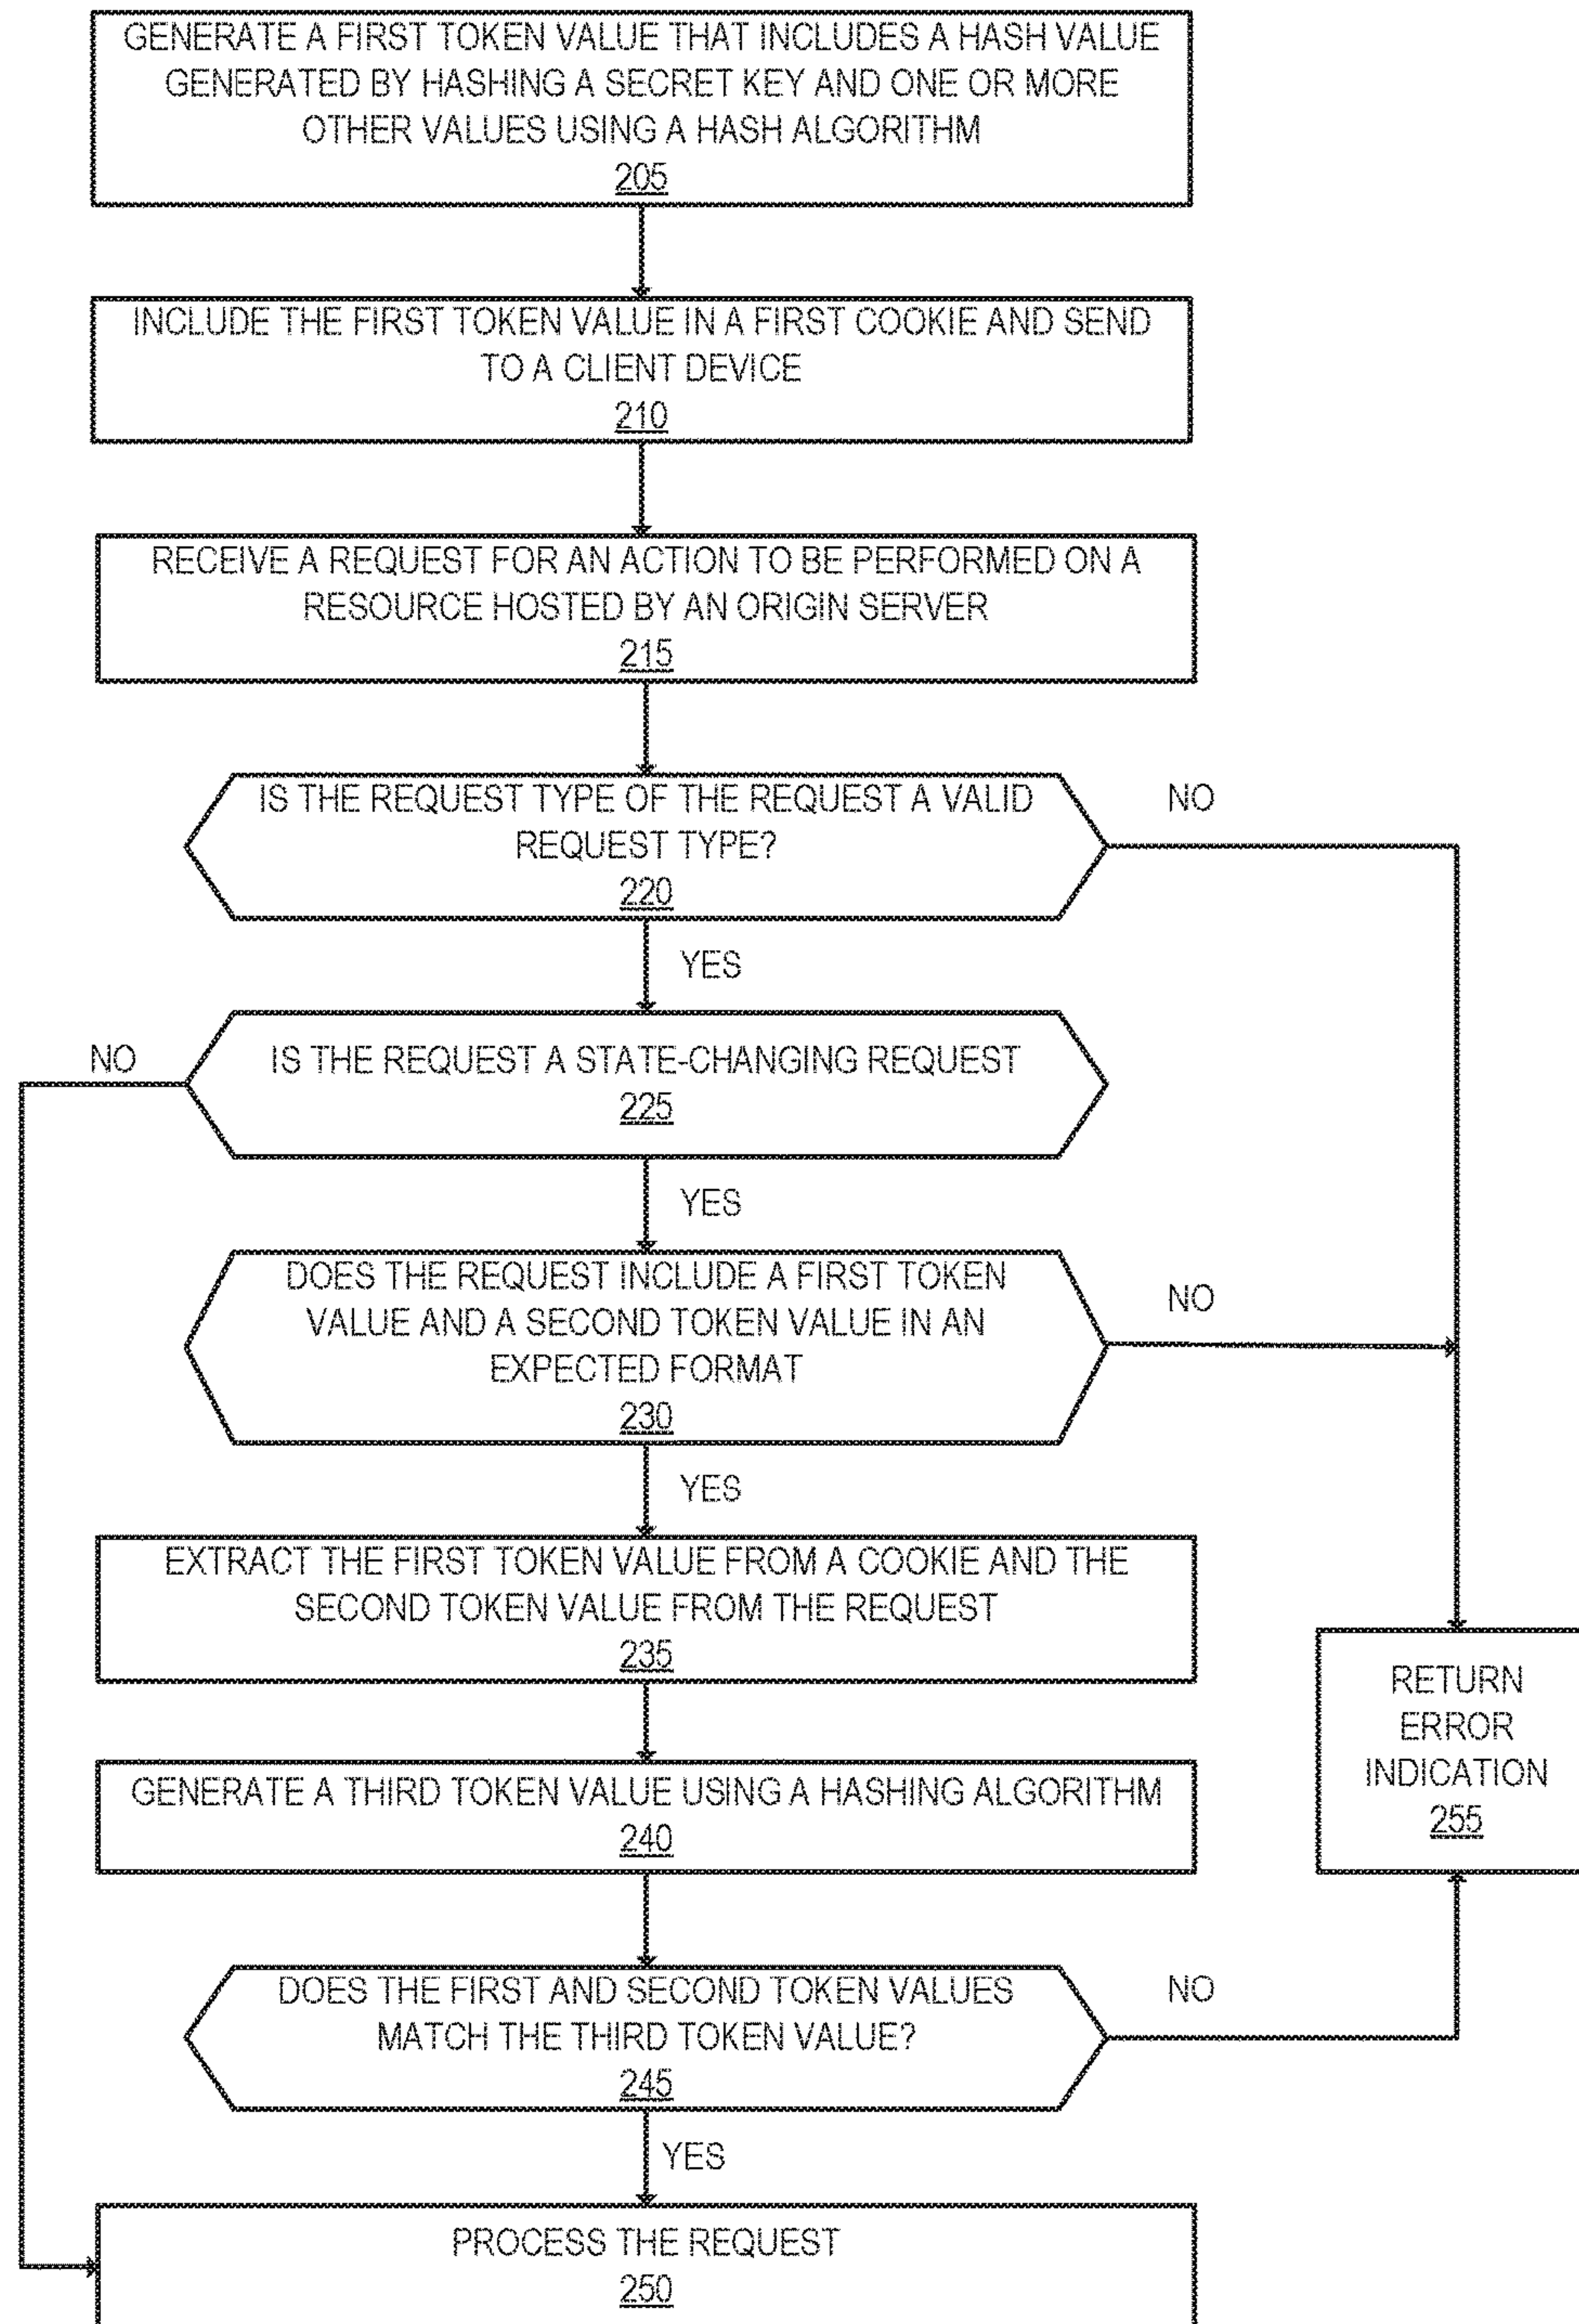 GENERATE A FIRST TOKEN VALUE THAT INCLUDES A HASH VALUE
GENERATED BY HASHING A SECRET KEY AND ONE OR MORE
OTHER VALUES USING A HASH ALGORITHM
205
INCLUDE THE FIRST TOKEN VALUE IN A FIRST COOKIE AND SEND
TO A CLIENT DEVICE
210
RECEIVE A REQUEST FOR AN ACTION TO BE PERFORMED ON A
RESOURCE HOSTED BY AN ORIGIN SERVER
215
IS THE REQUEST TYPE OF THE REQUEST A VALID
REQUEST TYPE?
220
NO
YES
NO
IS THE REQUEST A STATE-CHANGING REQUEST
225
YES
DOES THE REQUEST INCLUDE A FIRST TOKEN
VALUE AND A SECOND TOKEN VALUE IN AN
EXPECTED FORMAT
230
NO
YES
EXTRACT THE FIRST TOKEN VALUE FROM A COOKIE AND THE
SECOND TOKEN VALUE FROM THE REQUEST
235
RETURN
ERROR
INDICATION
255
GENERATE A THIRD TOKEN VALUE USING A HASHING ALGORITHM
240
DOES THE FIRST AND SECOND TOKEN VALUES
MATCH THE THIRD TOKEN VALUE?
245
NO
YES
PROCESS THE REQUEST
250